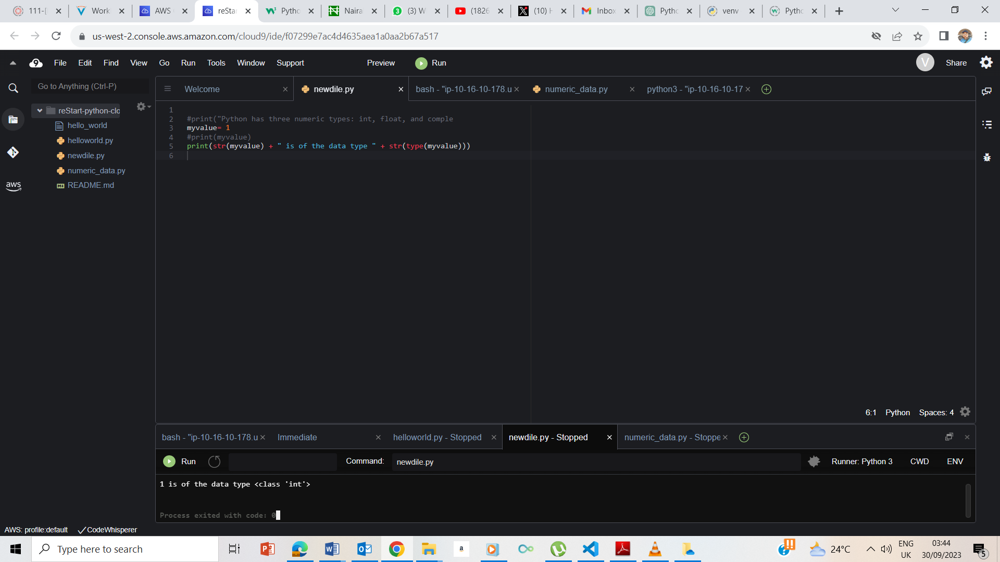 111-[
Work
AWS
reStar
Pytho
Naira
(3) W
(1826
(10) H
Inbox
Pytho
venv
Pytho
us-west-2.console.aws.amazon.com/cloud9/ide/f07299e7ac4d4635aea1a0aa2b67a517
File Edit Find View Go Run Tools Window Support Preview Run V Share
Go to Anything (Ctrl-P)
Welcome
newdile.py
bash - "ip-10-16-10-178.u
numeric_data.py
python3 - "ip-10-16-10-17
reStart-python-clo
hello_world
helloworld.py
newdile.py
numeric_data.py
README.md
aws
1
2 #print("Python has three numeric types: int, float, and comple
3 myvalue= 1
4 #print(myvalue)
5 print(str(myvalue) + " is of the data type " + str(type(myvalue)))
6
6:1 Python Spaces: 4
bash - "ip-10-16-10-178.u
Immediate
helloworld.py - Stopped
newdile.py - Stopped
numeric_data.py - Stoppe
Run Command: newdile.py Runner: Python 3 CWD ENV
1 is of the data type <class 'int'>
Process exited with code: 0
AWS: profile:default CodeWhisperer
Type here to search
24°C
ENG
UK
03:44
30/09/2023
5